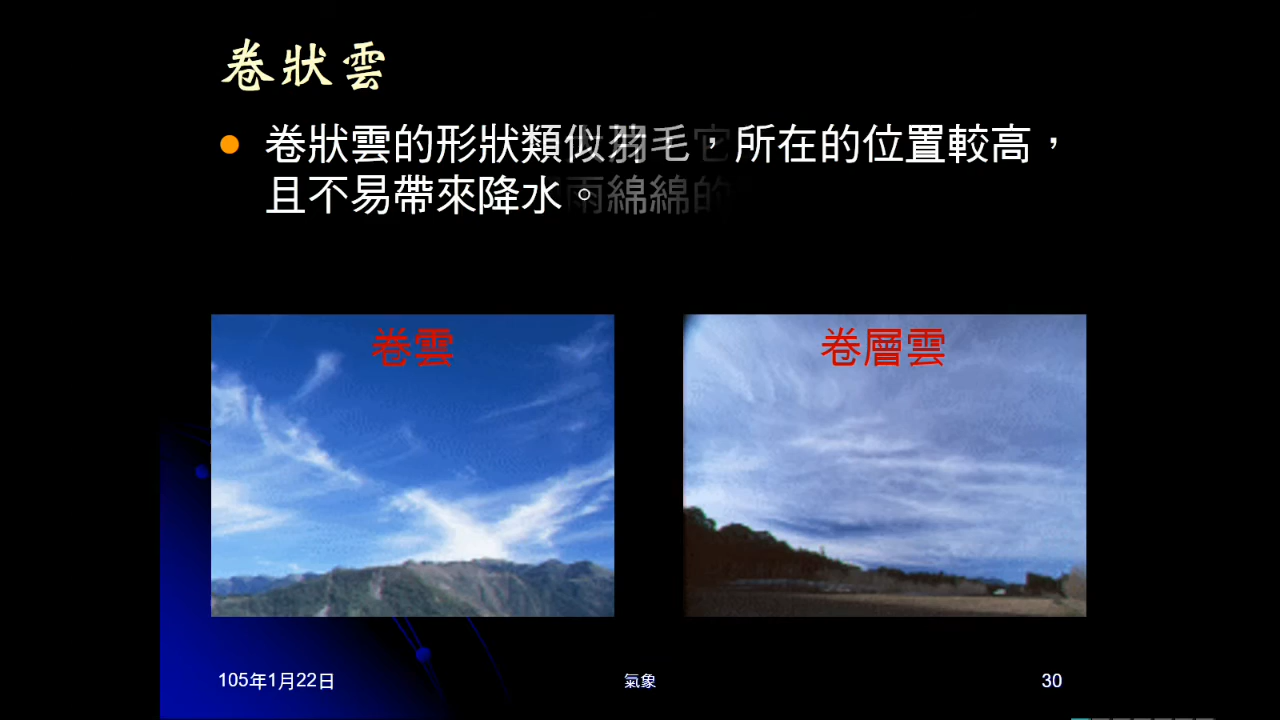 卷狀雲
卷狀雲的形狀類似羽毛，所在的位置較高，
且不易帶來降水。
卷雲
卷層雲
105年1月22日
氣象
30